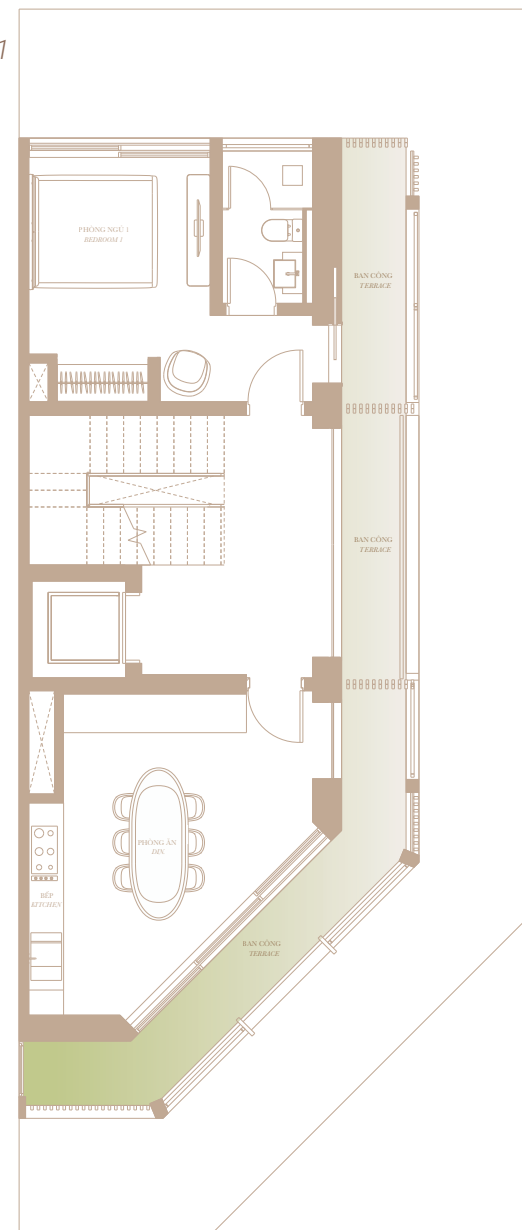 1
PHÒNG NGỦ 1
BEDROOM 1
BAN CÔNG
TERRACE
BAN CÔNG
TERRACE
PHÒNG ĂN
DIN.
BẾP
KITCHEN
BAN CÔNG
TERRACE